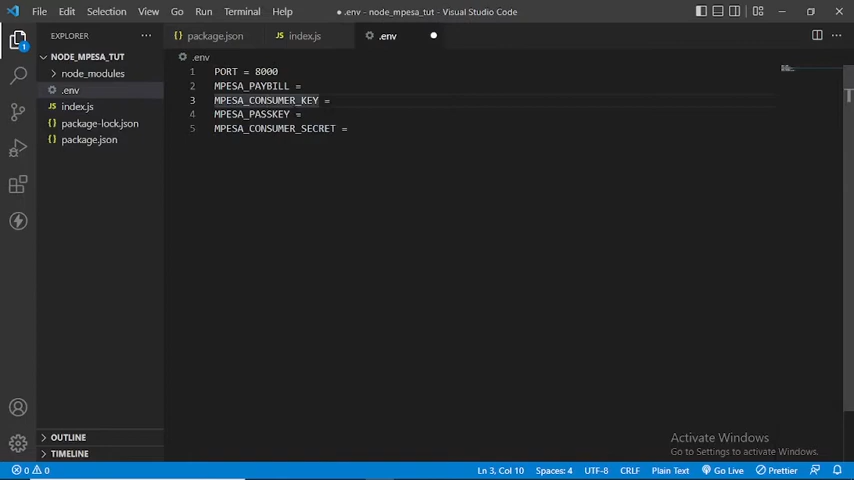 File Edit Selection View Go Run Terminal Help
● .env - node_mpesa_tut - Visual Studio Code
EXPLORER
package.json
index.js
.env
NODE_MPESA_TUT
node_modules
.env
index.js
package-lock.json
package.json
.env
1 PORT = 8000
2 MPESA_PAYBILL =
3 MPESA_CONSUMER_KEY =
4 MPESA_PASSKEY =
5 MPESA_CONSUMER_SECRET =
1
OUTLINE
TIMELINE
Activate Windows
Go to Settings to activate Windows.
0 0
Ln 3, Col 10 Spaces: 4 UTF-8 CRLF Plain Text Go Live Prettier